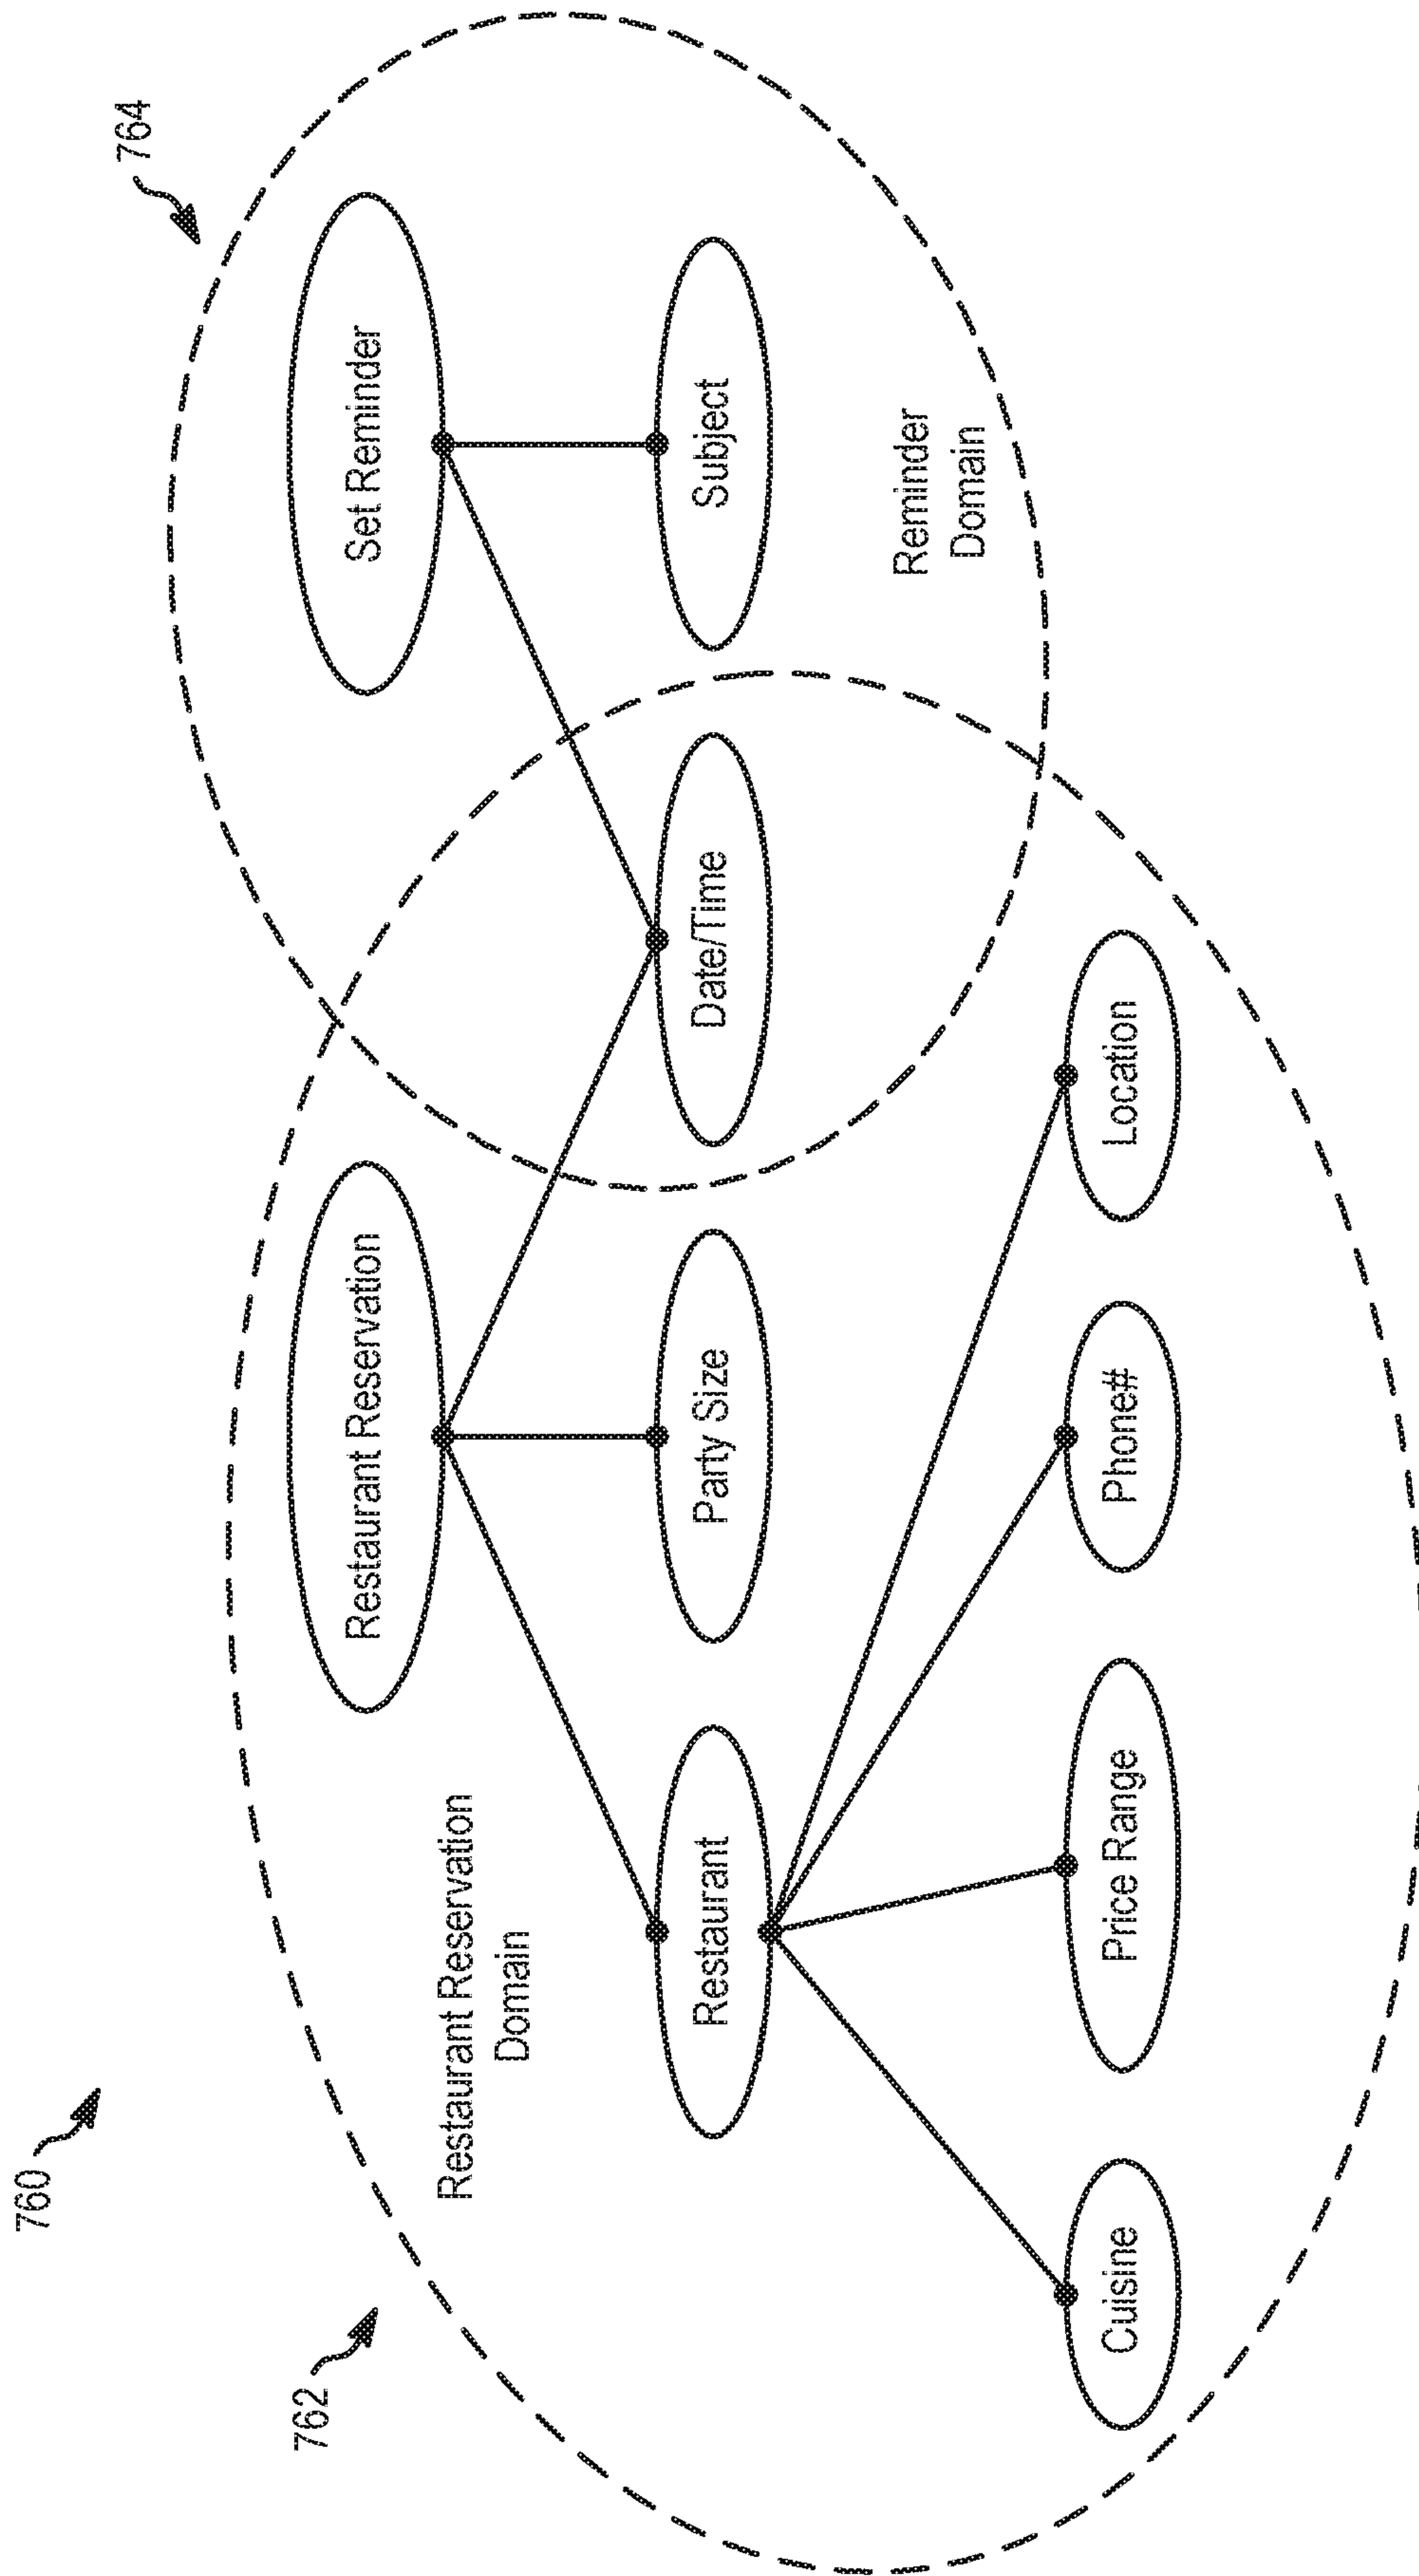 760
762
764
Restaurant Reservation
Set Reminder
Restaurant Reservation
Domain
Restaurant
Party Size
Date/Time
Subject
Reminder
Domain
Cuisine
Price Range
Phone#
Location